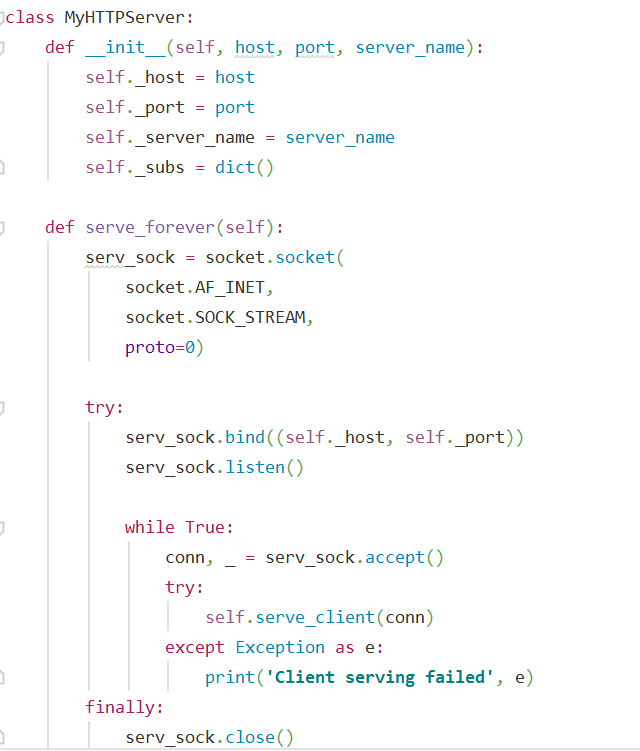 class MyHTTPServer:
    def __init__(self, host, port, server_name):
        self._host = host
        self._port = port
        self._server_name = server_name
        self._subs = dict()

    def serve_forever(self):
        serv_sock = socket.socket(
            socket.AF_INET,
            socket.SOCK_STREAM,
            proto=0)

        try:
            serv_sock.bind((self._host, self._port))
            serv_sock.listen()

            while True:
                conn, _ = serv_sock.accept()
                try:
                    self.serve_client(conn)
                except Exception as e:
                    print('Client serving failed', e)
        finally:
            serv_sock.close()